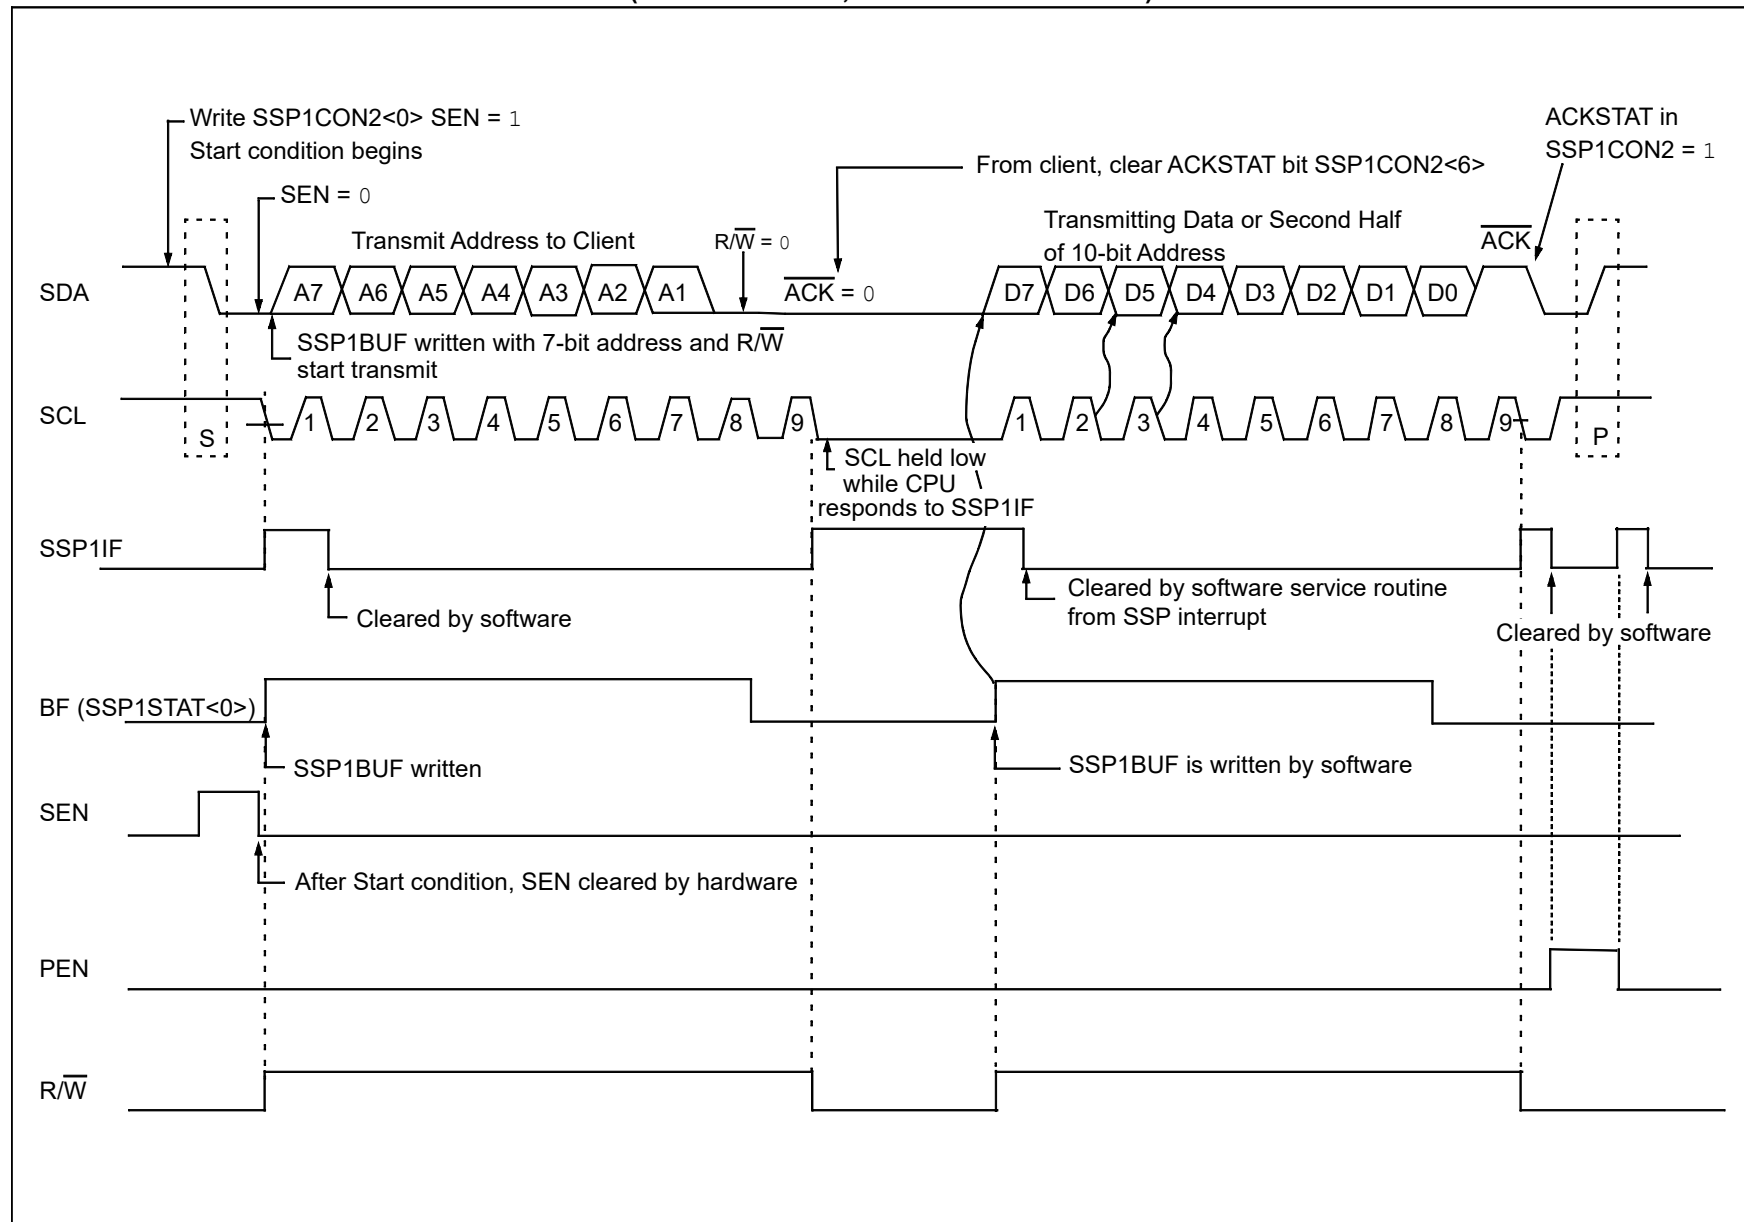 Write SSP1CON2<0> SEN = 1
Start condition begins
SEN = 0
From client, clear ACKSTAT bit SSP1CON2<6>
ACKSTAT in
SSP1CON2 = 1
Transmit Address to Client
R/W̅ = 0
Transmitting Data or Second Half
of 10-bit Address
A̅C̅K̅
SDA
A7 A6 A5 A4 A3 A2 A1
A̅C̅K̅ = 0
D7 D6 D5 D4 D3 D2 D1 D0
SSP1BUF written with 7-bit address and R/W̅
start transmit
SCL
S
1 2 3 4 5 6 7 8 9
1 2 3 4 5 6 7 8 9
P
SCL held low
while CPU
responds to SSP1IF
SSP1IF
Cleared by software
Cleared by software service routine
from SSP interrupt
Cleared by software
BF (SSP1STAT<0>)
SSP1BUF written
SSP1BUF is written by software
SEN
After Start condition, SEN cleared by hardware
PEN
R/W̅